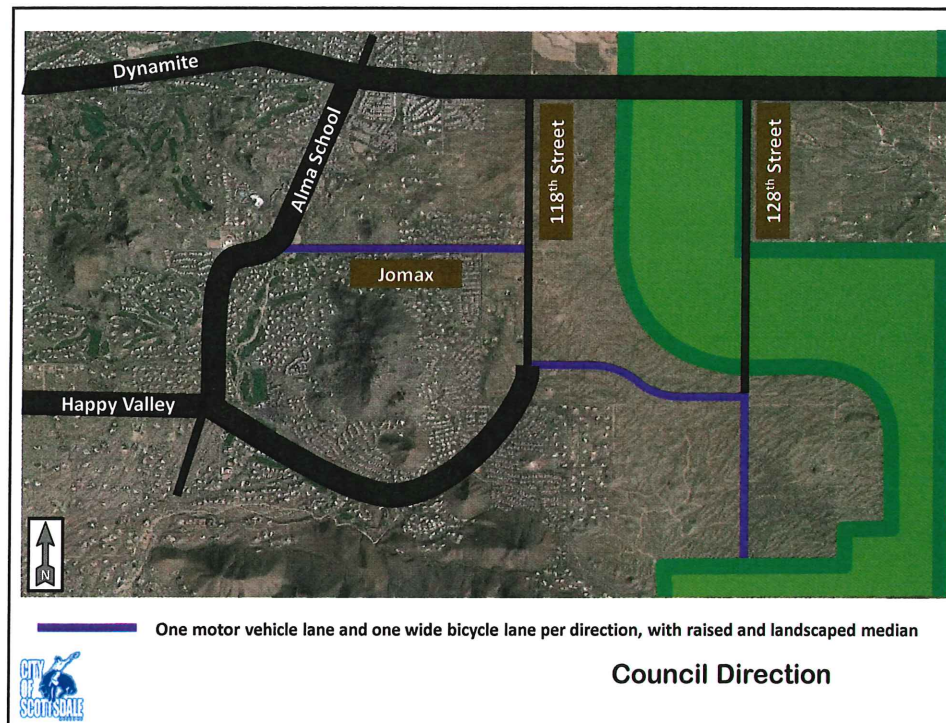 Dynamite
Alma School
118th Street
128th Street
Jomax
Happy Valley
N
One motor vehicle lane and one wide bicycle lane per direction, with raised and landscaped median
CITY
OF
SCOTTSDALE
Council Direction